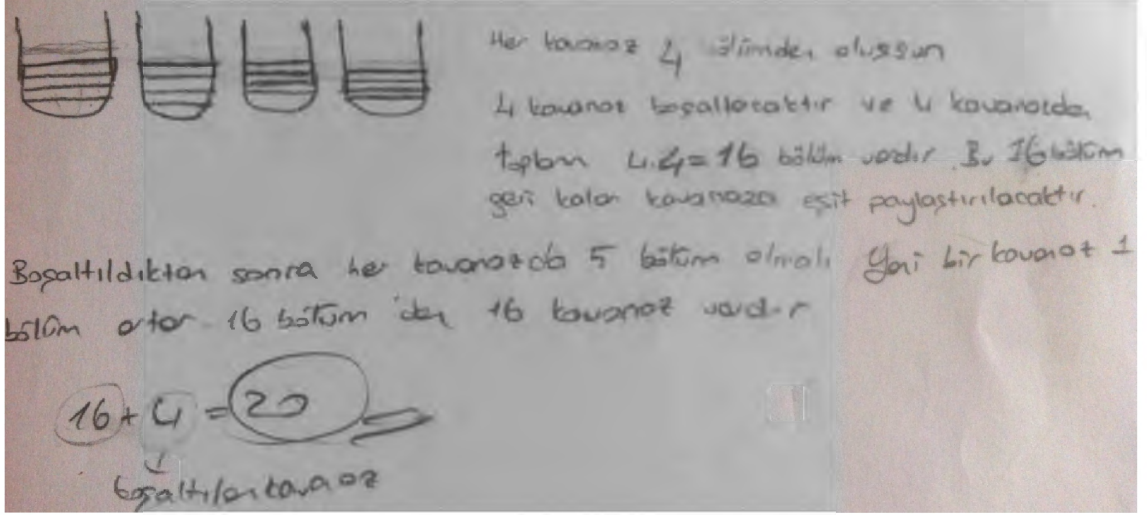 Her kavanoz 4 bölümden oluşsun
4 kavanoz boşaltılacaktır ve 4 kavanozda
toplam 4.4=16 bölüm vardır. Bu 16 bölüm
geri kalan kavanoza eşit paylaştırılacaktır.
Boşaltıldıktan sonra her kavanozda 5 bölüm olmalı Yani bir kavanoz 1
bölüm artar 16 bölüm 'den 16 kavanoz vardır
16 + 4 = 20
boşaltılan kavanoz